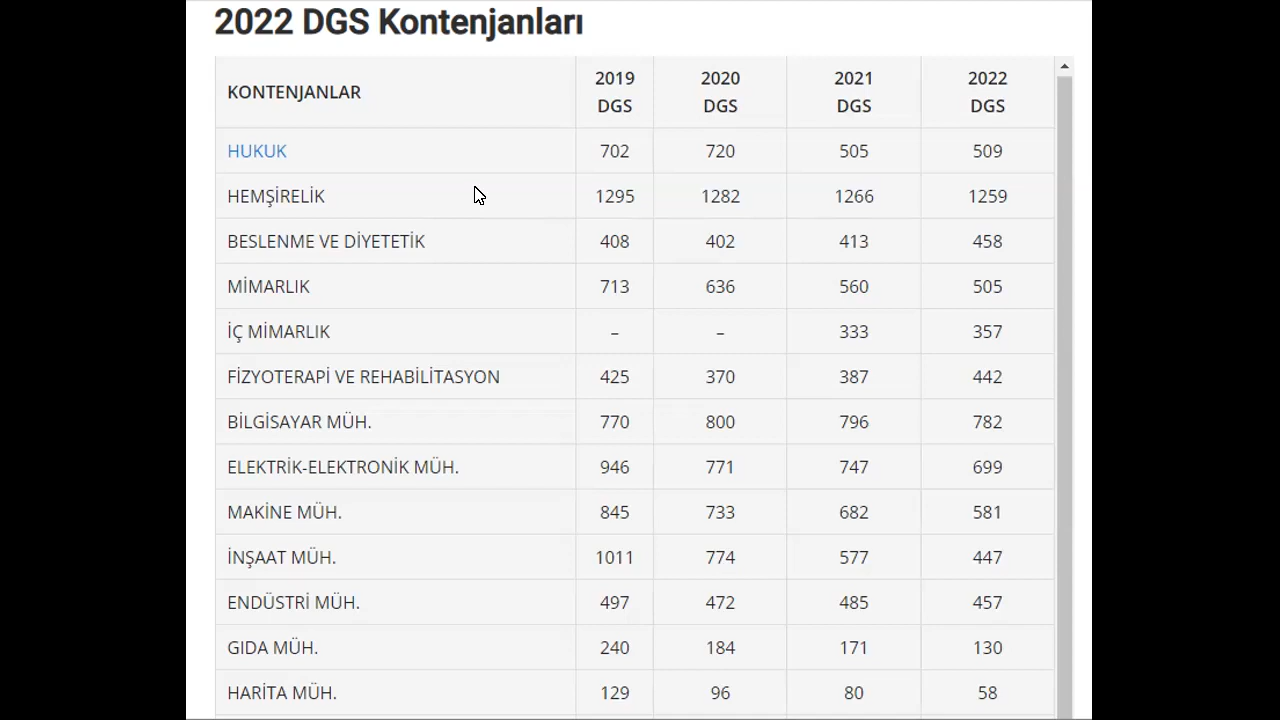 2022 DGS Kontenjanları
KONTENJANLAR 2019 DGS 2020 DGS 2021 DGS 2022 DGS
HUKUK 702 720 505 509
HEMŞİRELİK 1295 1282 1266 1259
BESLENME VE DİYETETİK 408 402 413 458
MİMARLIK 713 636 560 505
İÇ MİMARLIK – – 333 357
FİZYOTERAPİ VE REHABİLİTASYON 425 370 387 442
BİLGİSAYAR MÜH. 770 800 796 782
ELEKTRİK-ELEKTRONİK MÜH. 946 771 747 699
MAKİNE MÜH. 845 733 682 581
İNŞAAT MÜH. 1011 774 577 447
ENDÜSTRİ MÜH. 497 472 485 457
GIDA MÜH. 240 184 171 130
HARİTA MÜH. 129 96 80 58